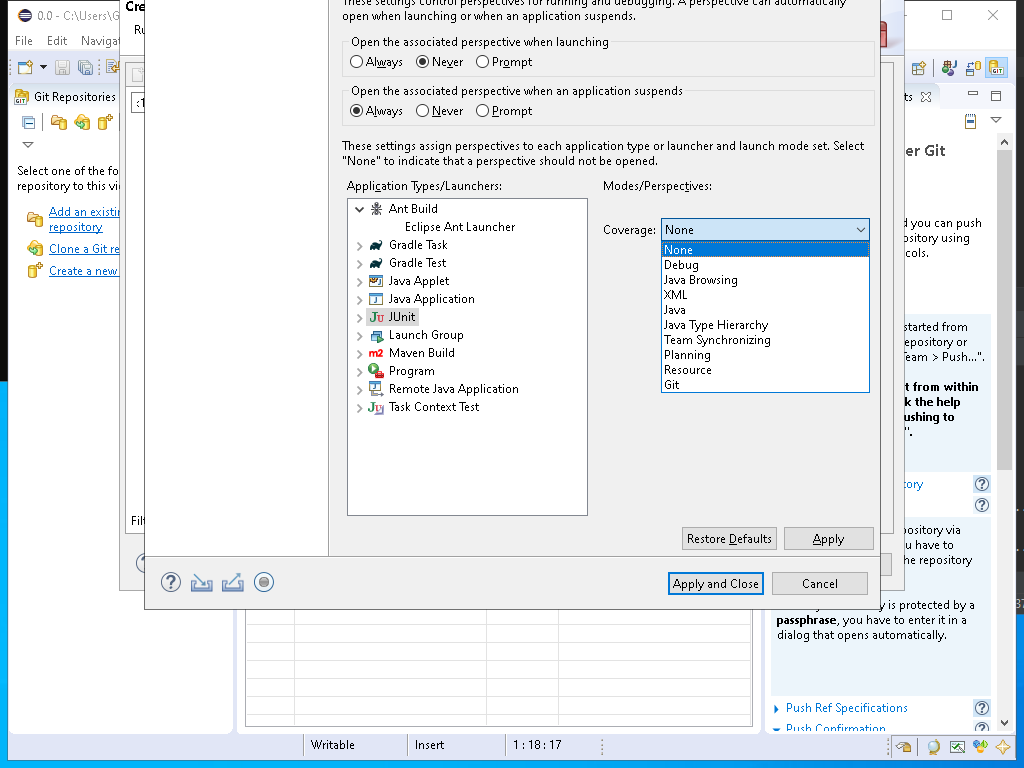 0.0 - C:\Users\G
Cre
File Edit Navigat
Ru
Git Repositories
Select one of the fo
repository to this vi
Add an existi
repository
Clone a Git re
Create a new
Filt
These settings control perspectives for running and debugging. A perspective can automatically
open when launching or when an application suspends.
Open the associated perspective when launching
Always Never Prompt
Open the associated perspective when an application suspends
Always Never Prompt
These settings assign perspectives to each application type or launcher and launch mode set. Select
"None" to indicate that a perspective should not be opened.
Application Types/Launchers:
Modes/Perspectives:
Ant Build
Eclipse Ant Launcher
Gradle Task
Gradle Test
Java Applet
Java Application
JUnit
Launch Group
Maven Build
Program
Remote Java Application
Task Context Test
Coverage: None
None
Debug
Java Browsing
XML
Java
Java Type Hierarchy
Team Synchronizing
Planning
Resource
Git
Restore Defaults Apply
Apply and Close Cancel
ts
er Git
d you can push
ository using
cols.
started from
epository or
Team > Push...".
t from within
k the help
ushing to
".
tory
pository via
u have to
he repository
y is protected by a
passphrase, you have to enter it in a
dialog that opens automatically.
Push Ref Specifications
Push Confirmation
Writable Insert 1 : 18 : 17